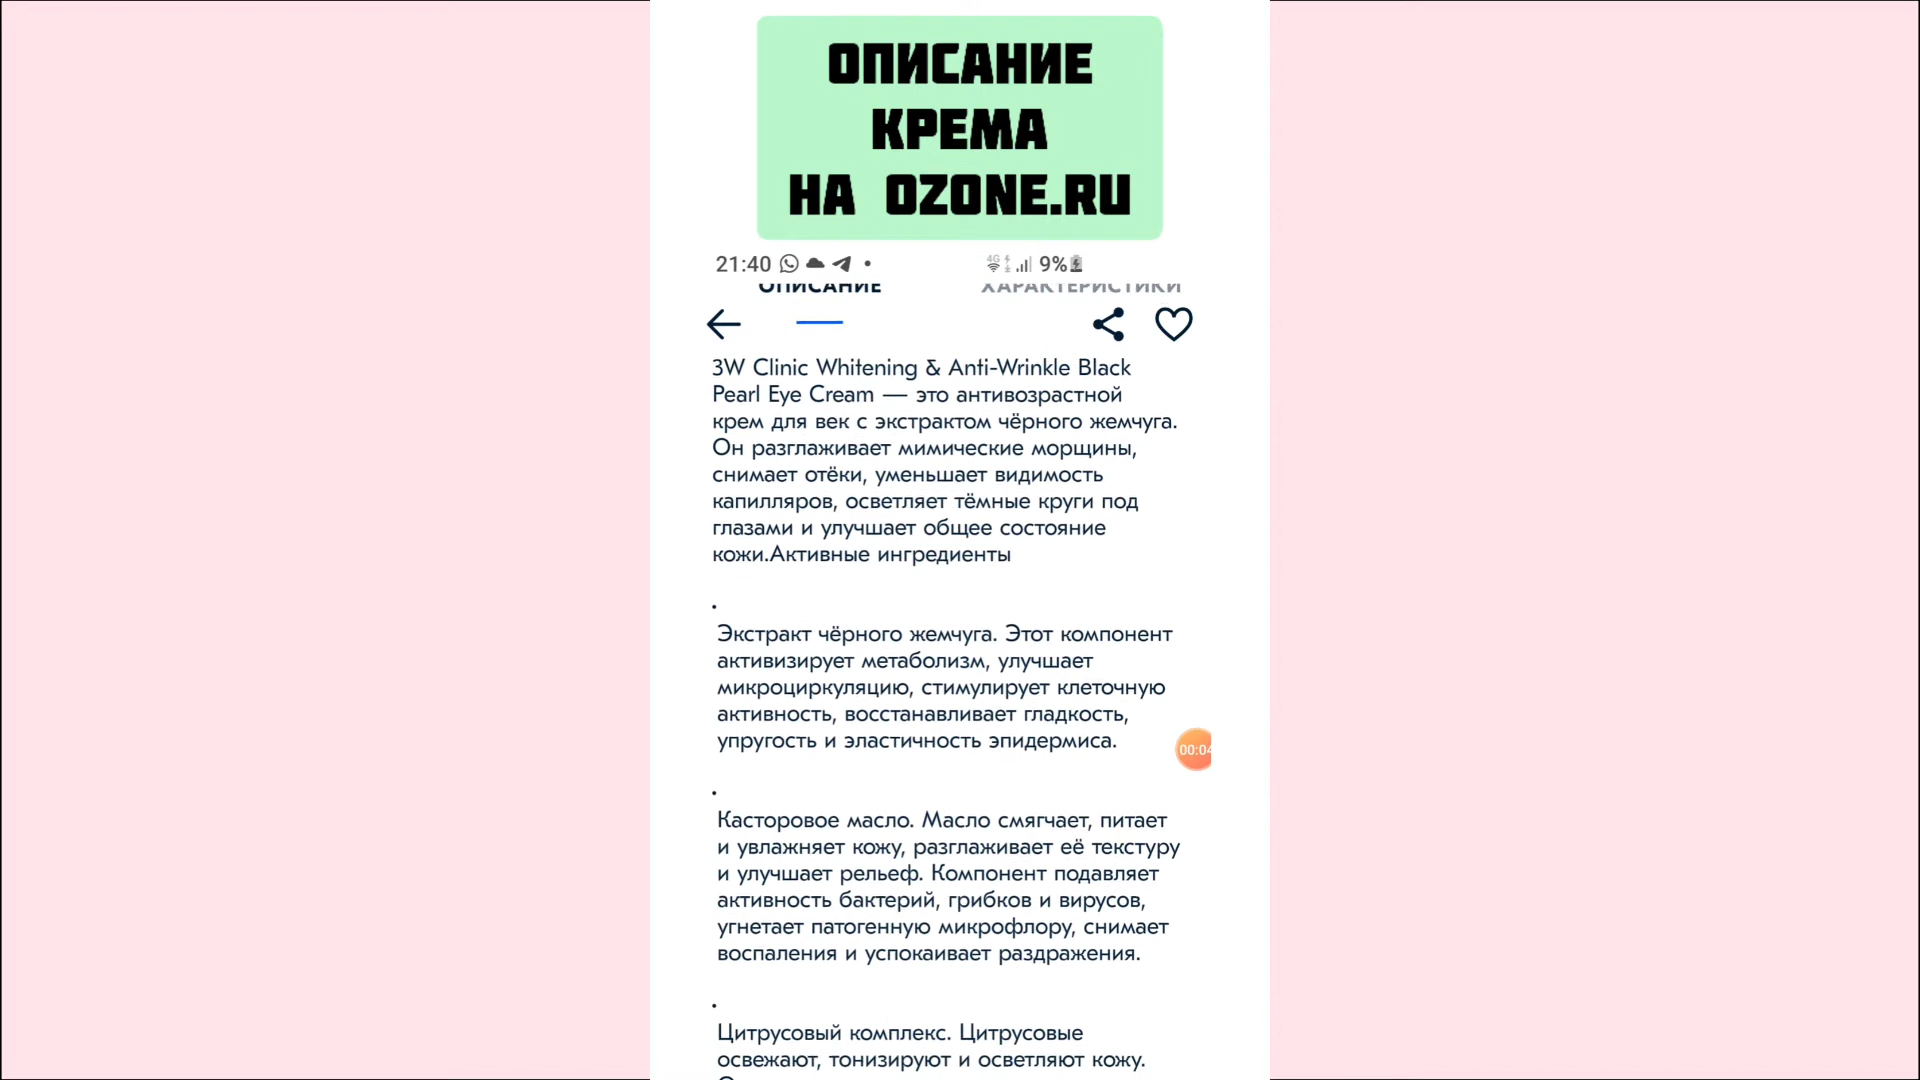 ОПИСАНИЕ
КРЕМА
НА OZONE.RU
21:40
4G
9%
ОПИСАНИЕ
ХАРАКТЕРИСТИКИ
3W Clinic Whitening & Anti-Wrinkle Black
Pearl Eye Cream — это антивозрастной
крем для век с экстрактом чёрного жемчуга.
Он разглаживает мимические морщины,
снимает отёки, уменьшает видимость
капилляров, осветляет тёмные круги под
глазами и улучшает общее состояние
кожи.Активные ингредиенты
•
Экстракт чёрного жемчуга. Этот компонент
активизирует метаболизм, улучшает
микроциркуляцию, стимулирует клеточную
активность, восстанавливает гладкость,
упругость и эластичность эпидермиса.
00:04
•
Касторовое масло. Масло смягчает, питает
и увлажняет кожу, разглаживает её текстуру
и улучшает рельеф. Компонент подавляет
активность бактерий, грибков и вирусов,
угнетает патогенную микрофлору, снимает
воспаления и успокаивает раздражения.
•
Цитрусовый комплекс. Цитрусовые
освежают, тонизируют и осветляют кожу.